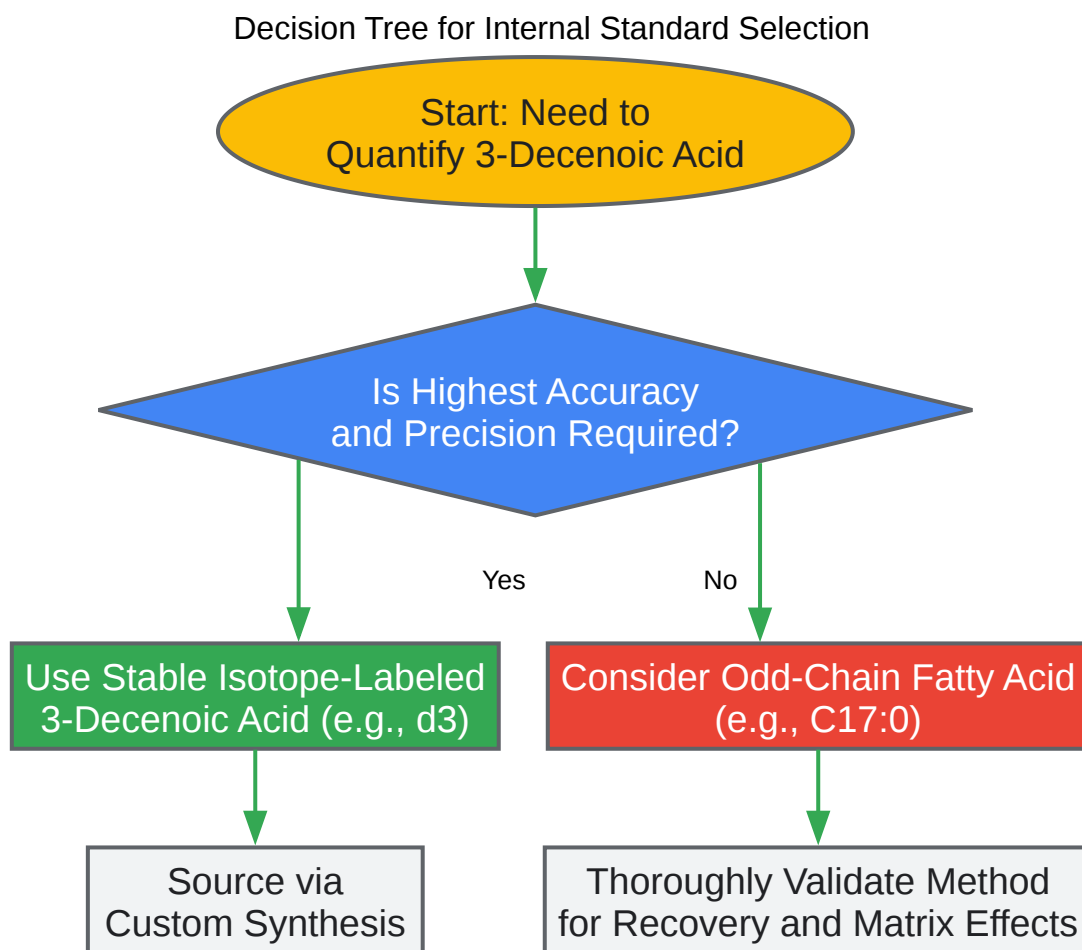 Decision Tree for Internal Standard Selection
Start: Need to
Quantify 3-Decenoic Acid
Is Highest Accuracy
and Precision Required?
Yes
No
Use Stable Isotope-Labeled
3-Decenoic Acid (e.g., d3)
Consider Odd-Chain Fatty Acid
(e.g., C17:0)
Source via
Custom Synthesis
Thoroughly Validate Method
for Recovery and Matrix Effects